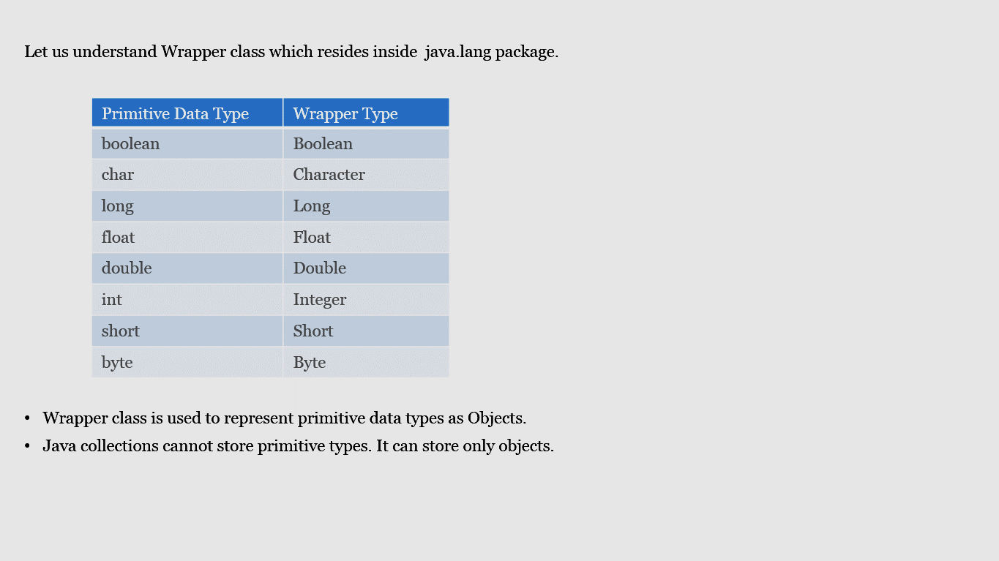 Let us understand Wrapper class which resides inside  java.lang package.
Primitive Data Type Wrapper Type
boolean Boolean
char Character
long Long
float Float
double Double
int Integer
short Short
byte Byte
• Wrapper class is used to represent primitive data types as Objects.
• Java collections cannot store primitive types. It can store only objects.